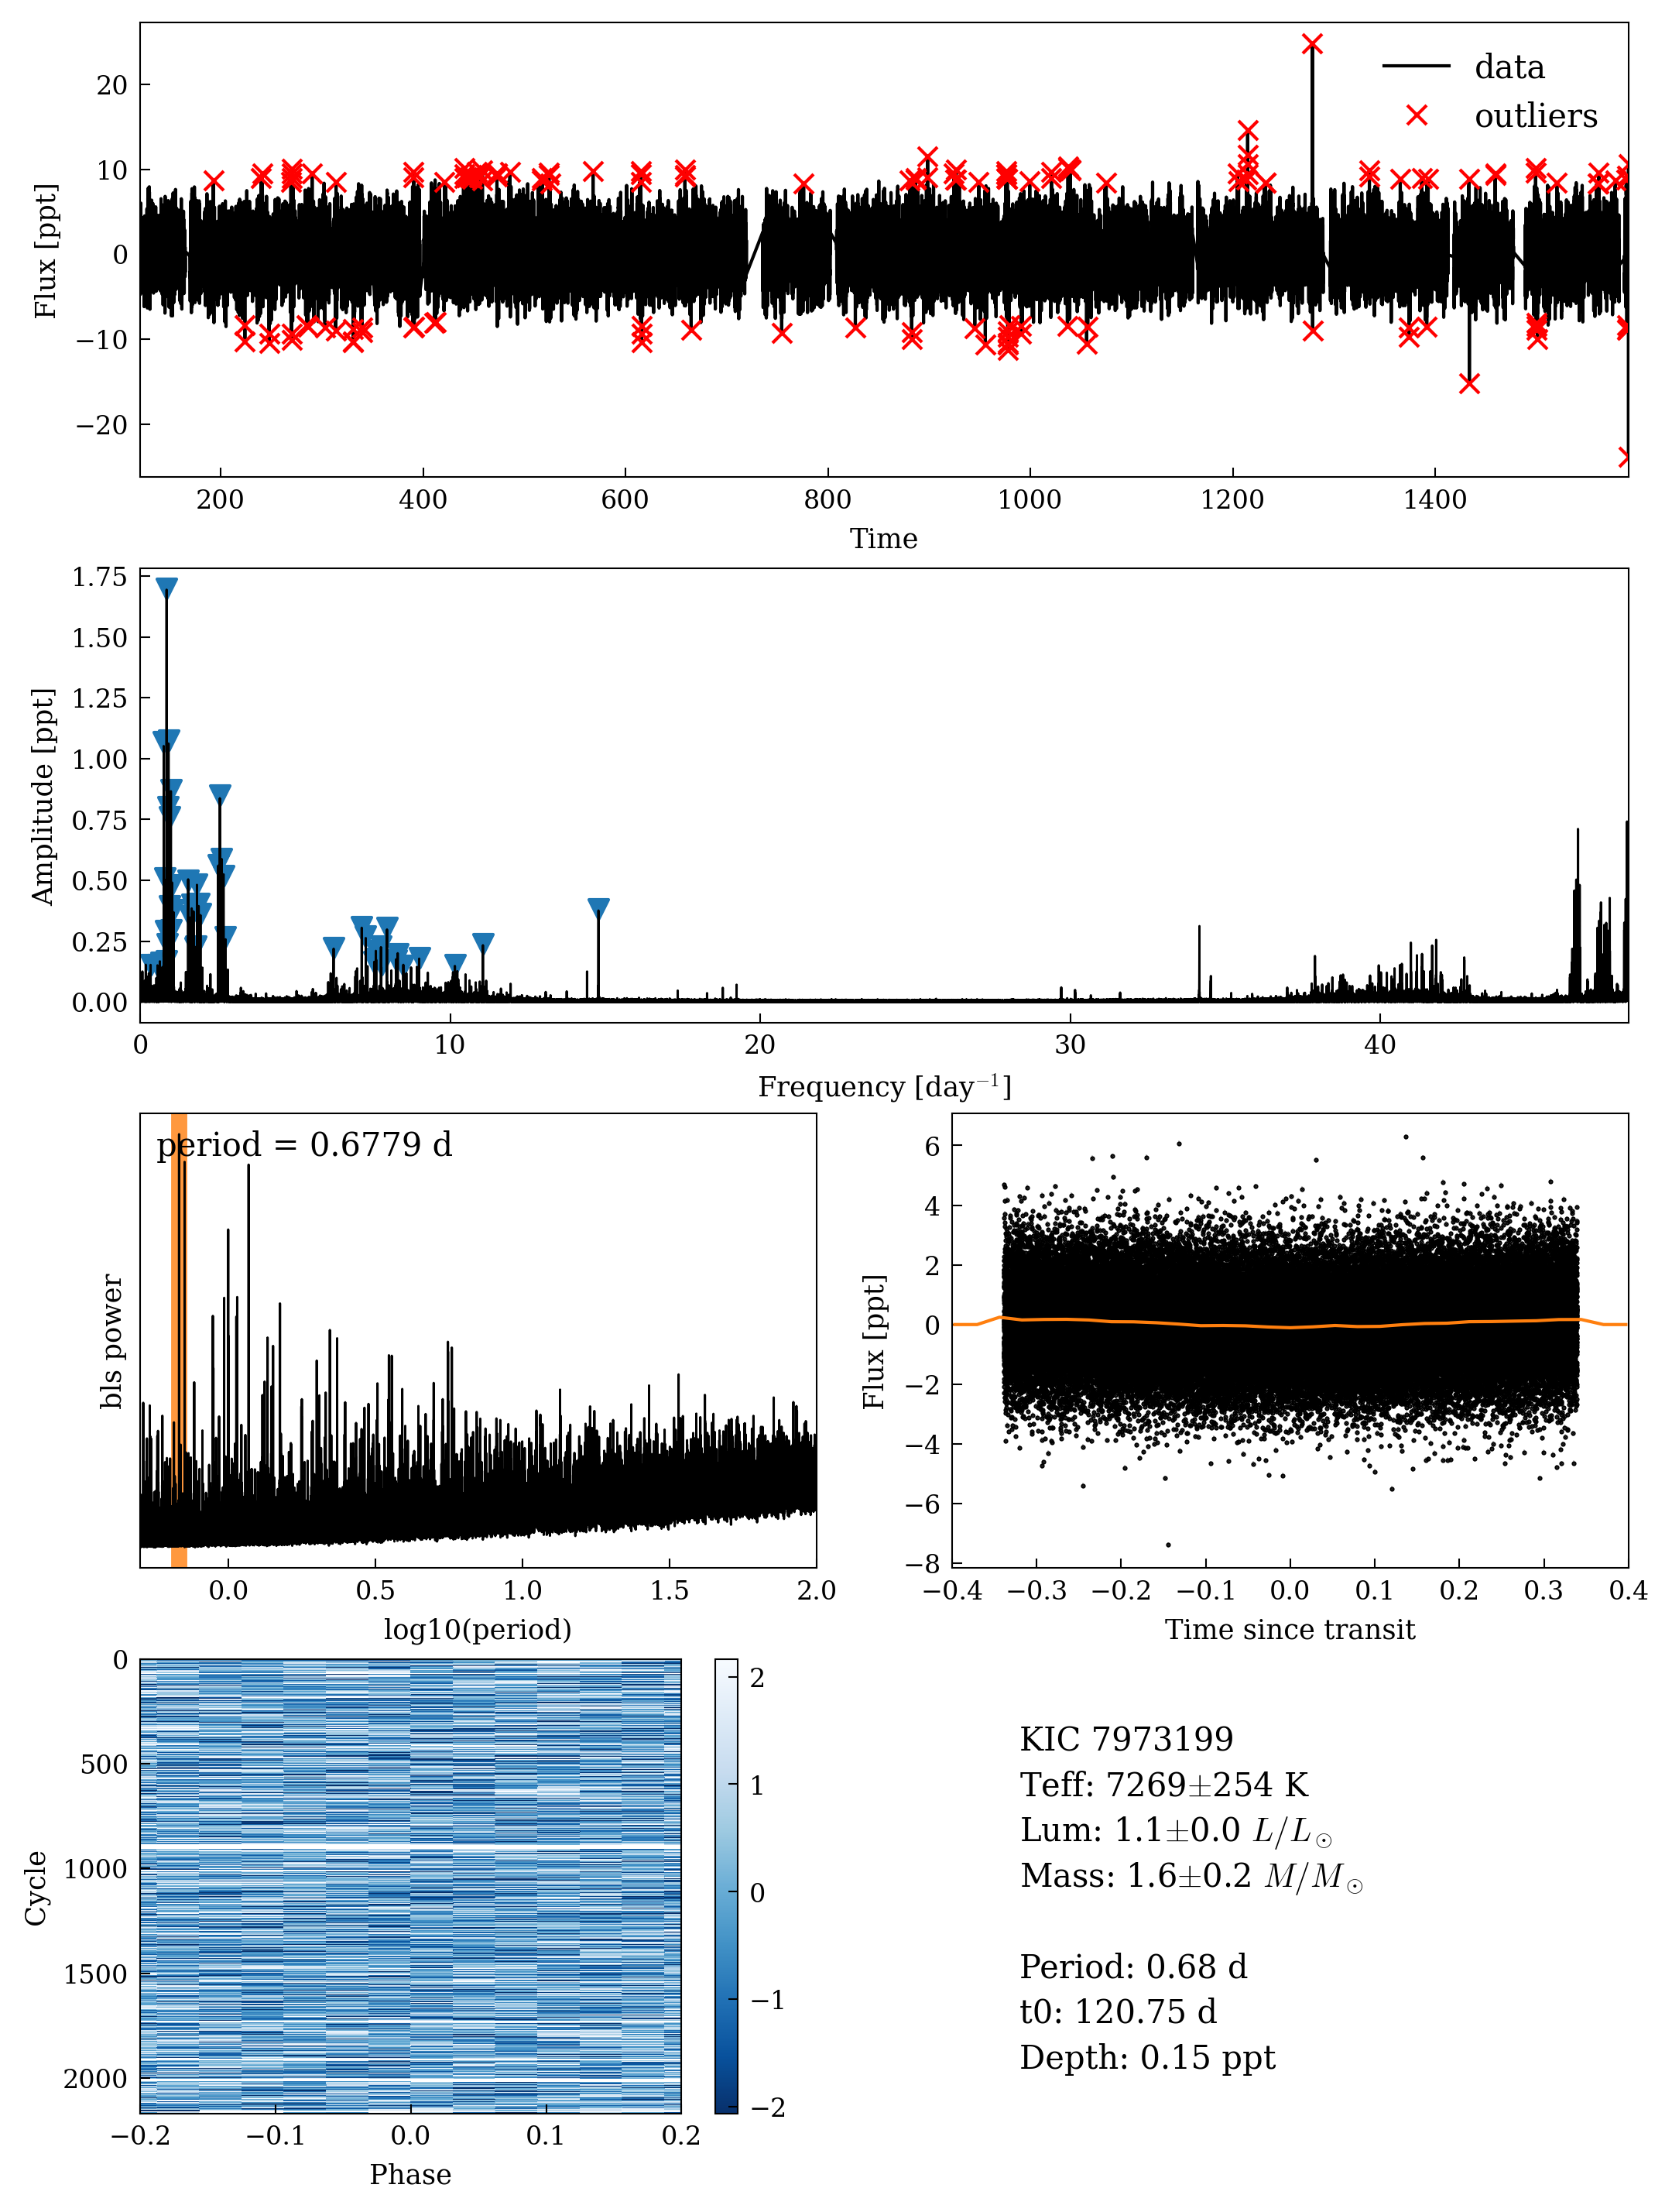 data
outliers
20
10
0
−10
−20
Flux [ppt]
200 400 600 800 1000 1200 1400
Time
1.75
1.50
1.25
1.00
0.75
0.50
0.25
0.00
Amplitude [ppt]
0 10 20 30 40
Frequency [day⁻¹]
period = 0.6779 d
bls power
0.0 0.5 1.0 1.5 2.0
log10(period)
6
4
2
0
−2
−4
−6
−8
Flux [ppt]
−0.4 −0.3 −0.2 −0.1 0.0 0.1 0.2 0.3 0.4
Time since transit
0
500
1000
1500
2000
Cycle
−0.2 −0.1 0.0 0.1 0.2
Phase
2
1
0
−1
−2
KIC 7973199
Teff: 7269±254 K
Lum: 1.1±0.0 L/L☉
Mass: 1.6±0.2 M/M☉
Period: 0.68 d
t0: 120.75 d
Depth: 0.15 ppt